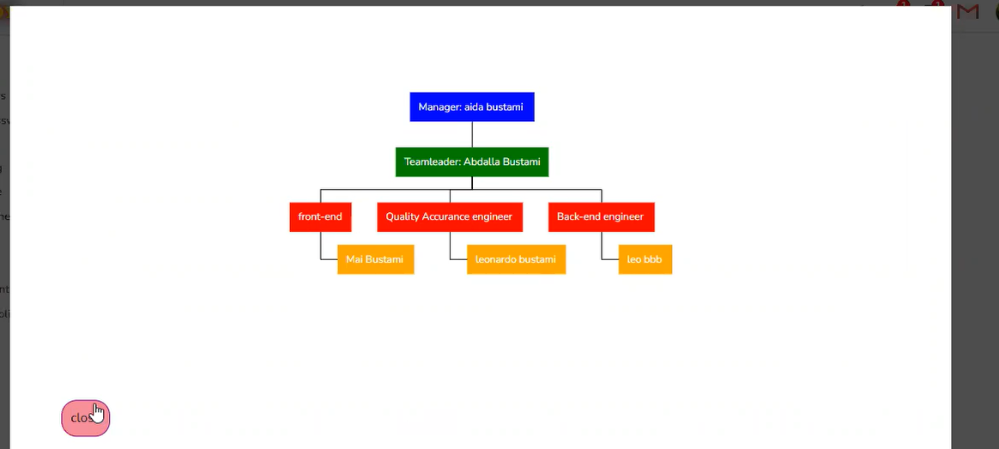 Manager: aida bustami
Teamleader: Abdalla Bustami
front-end
Quality Accurance engineer
Back-end engineer
Mai Bustami
leonardo bustami
leo bbb